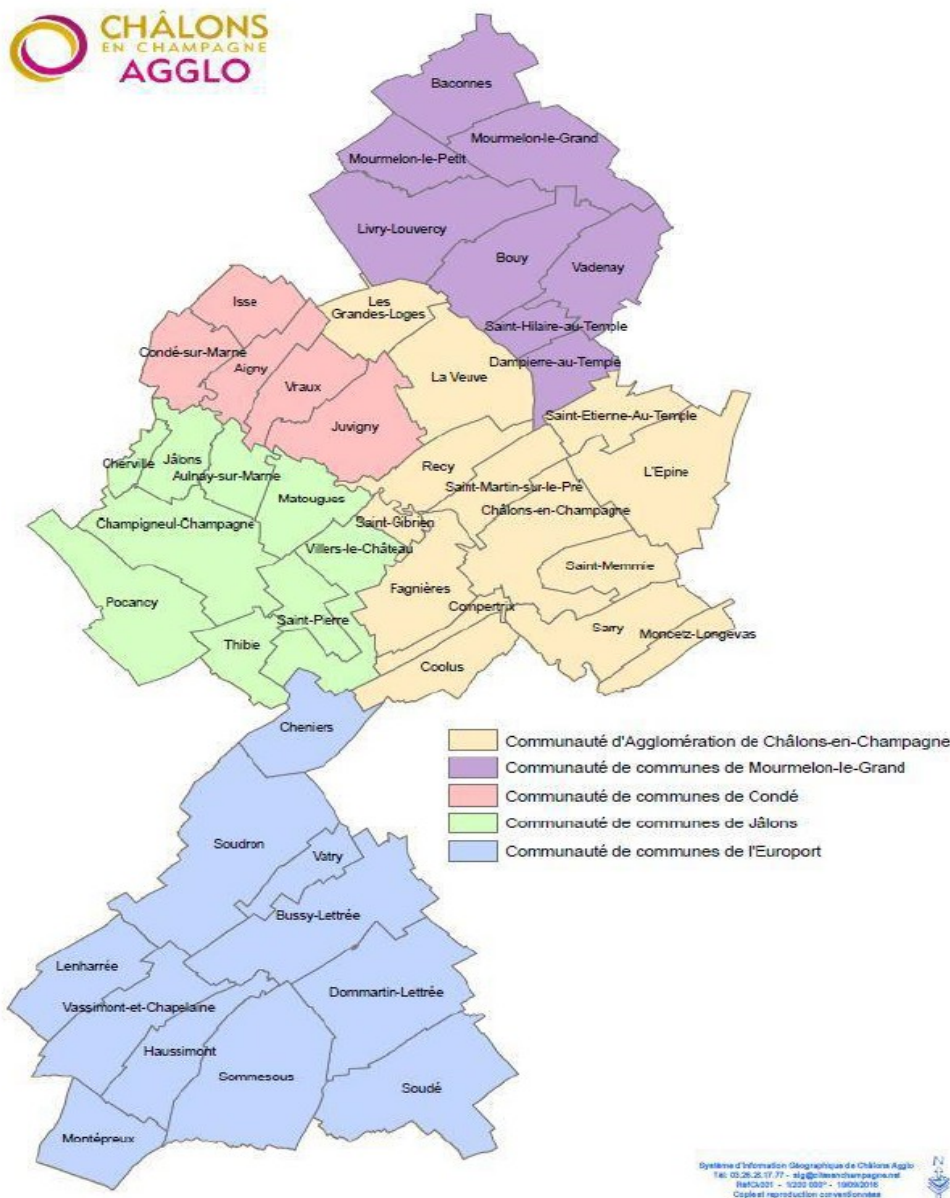 CHÂLONS
EN CHAMPAGNE
AGGLO
Baconnes
Mourmelon-le-Grand
Mourmelon-le-Petit
Livry-Louvercy
Bouy
Vadenay
Isse
Les
Grandes-Loges
Saint-Hilaire-au-Temple
Condé-sur-Marne
Aigny
Dampierre-au-Temple
Vraux
La Veuve
Juvigny
Saint-Etienne-Au-Temple
Cherville
Jâlons
Aulnay-sur-Marne
Recy
L'Epine
Matougues
Saint-Martin-sur-le-Pré
Châlons-en-Champagne
Champigneul-Champagne
Saint-Gibrien
Villers-le-Château
Saint-Memmie
Fagnières
Pocancy
Compertrix
Saint-Pierre
Sarry
Moncetz-Longevas
Thibie
Coolus
Cheniers
Communauté d'Agglomération de Châlons-en-Champagne
Communauté de communes de Mourmelon-le-Grand
Communauté de communes de Condé
Communauté de communes de Jâlons
Communauté de communes de l'Europort
Soudron
Vatry
Bussy-Lettrée
Lenharrée
Dommartin-Lettrée
Vassimont-et-Chapelaine
Haussimont
Sommesous
Soudé
Montépreux
Système d'Information Géographique de Châlons Agglo
N
Copie et reproduction conventionnées